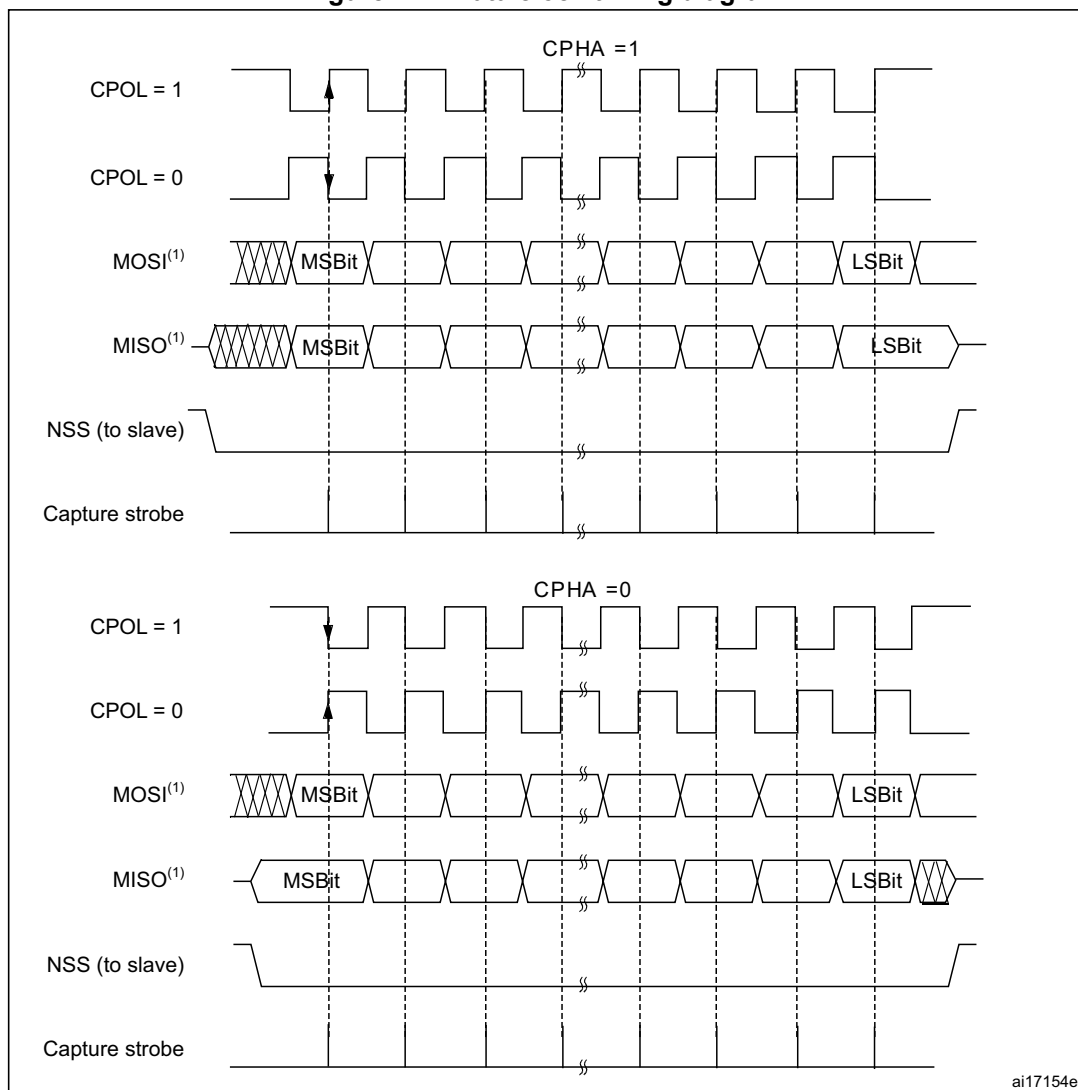 CPHA =1
CPOL = 1
CPOL = 0
MOSI(1)
MSBit
LSBit
MISO(1)
MSBit
LSBit
NSS (to slave)
Capture strobe
CPHA =0
CPOL = 1
CPOL = 0
MOSI(1)
MSBit
LSBit
MISO(1)
MSBit
LSBit
NSS (to slave)
Capture strobe
ai17154e